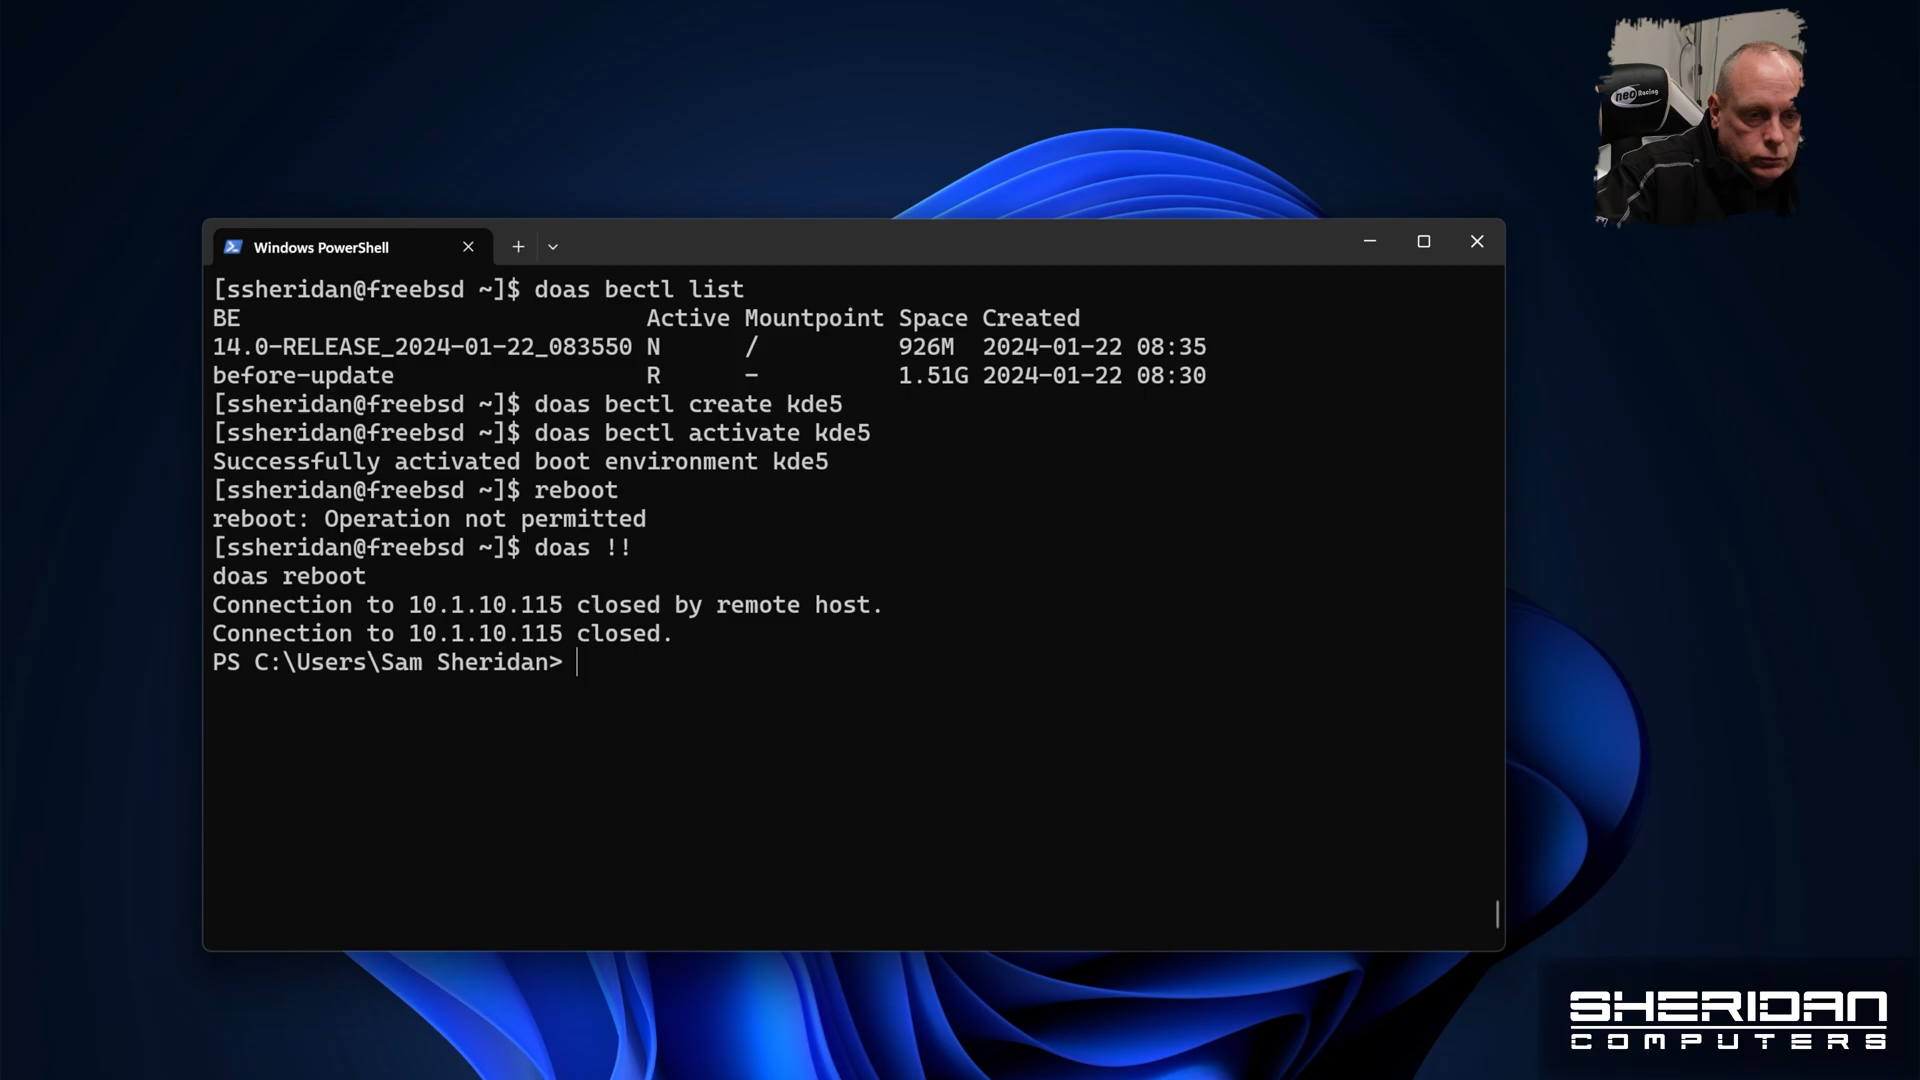 neo Racing
Windows PowerShell
[ssheridan@freebsd ~]$ doas bectl list
BE Active Mountpoint Space Created
14.0-RELEASE_2024-01-22_083550 N / 926M 2024-01-22 08:35
before-update R - 1.51G 2024-01-22 08:30
[ssheridan@freebsd ~]$ doas bectl create kde5
[ssheridan@freebsd ~]$ doas bectl activate kde5
Successfully activated boot environment kde5
[ssheridan@freebsd ~]$ reboot
reboot: Operation not permitted
[ssheridan@freebsd ~]$ doas !!
doas reboot
Connection to 10.1.10.115 closed by remote host.
Connection to 10.1.10.115 closed.
PS C:\Users\Sam Sheridan>
SHERIDAN
COMPUTERS